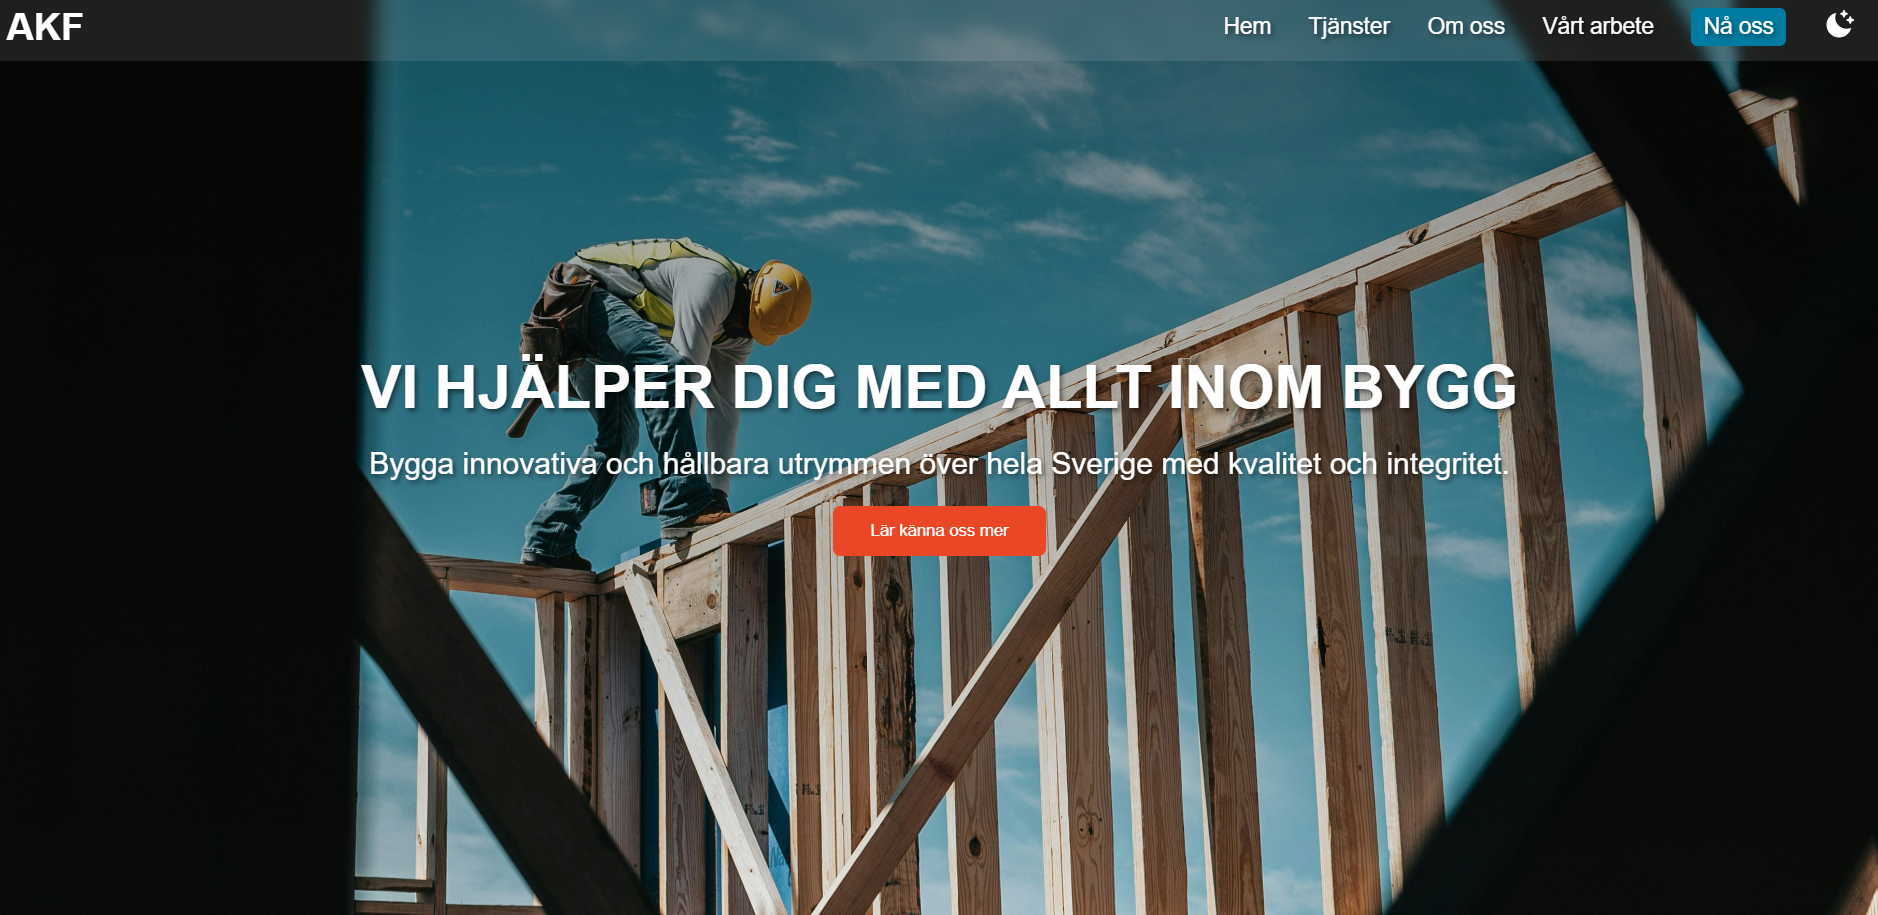 AKF
Hem Tjänster Om oss Vårt arbete Nå oss
VI HJÄLPER DIG MED ALLT INOM BYGG
Bygga innovativa och hållbara utrymmen över hela Sverige med kvalitet och integritet.
Lär känna oss mer